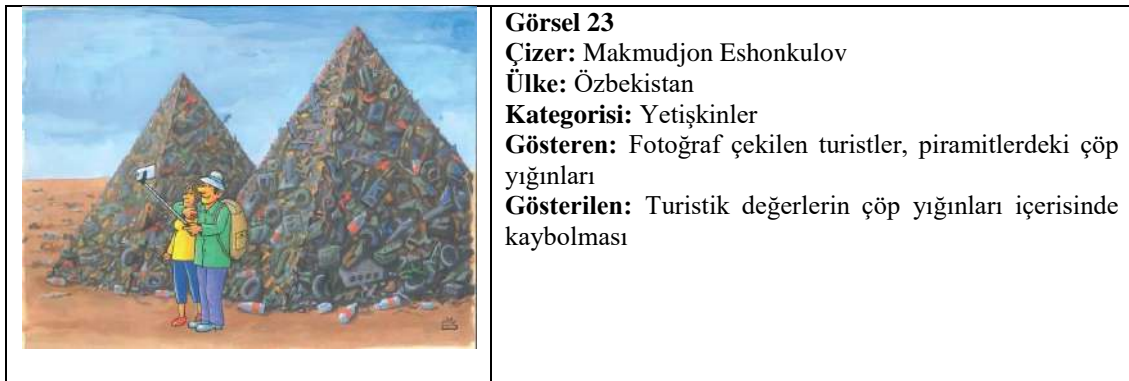 Görsel 23
Çizer: Makmudjon Eshonkulov
Ülke: Özbekistan
Kategorisi: Yetişkinler
Gösteren: Fotoğraf çekilen turistler, piramitlerdeki çöp
yığınları
Gösterilen: Turistik değerlerin çöp yığınları içerisinde
kaybolması